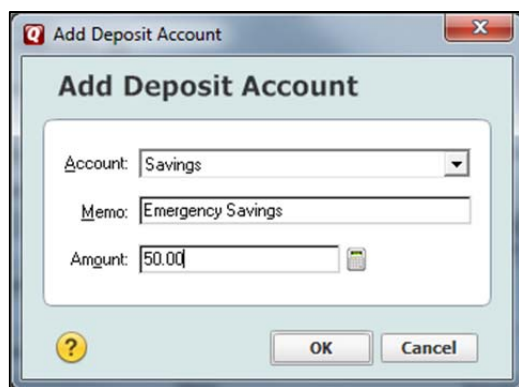 Add Deposit Account
Add Deposit Account
Account: Savings
Memo: Emergency Savings
Amount: 50.00
? OK Cancel